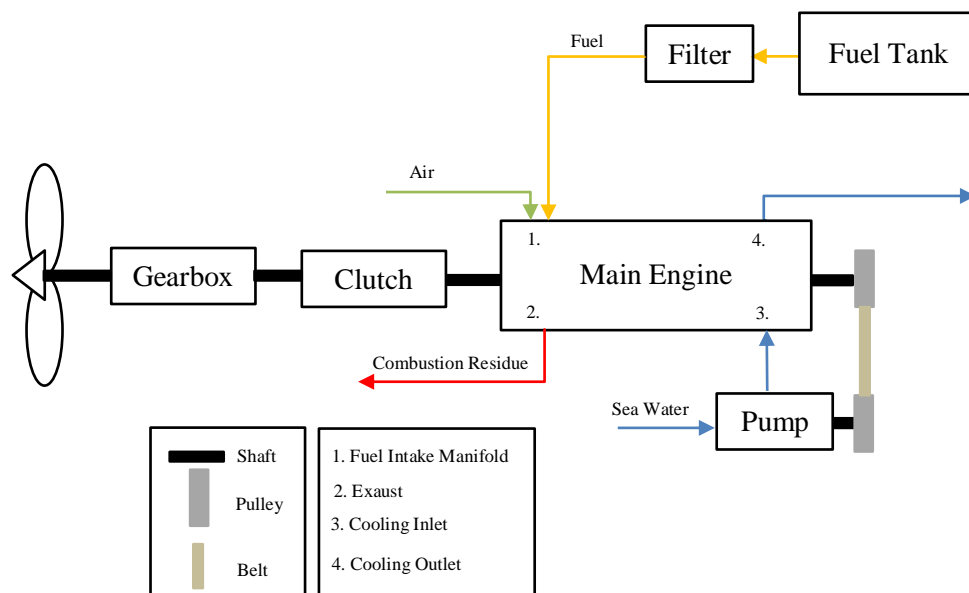 Fuel
Filter
Fuel Tank
Air
1.
4.
Gearbox
Clutch
Main Engine
2.
3.
Combustion Residue
Sea Water
Pump
Shaft
Pulley
Belt
1. Fuel Intake Manifold
2. Exaust
3. Cooling Inlet
4. Cooling Outlet